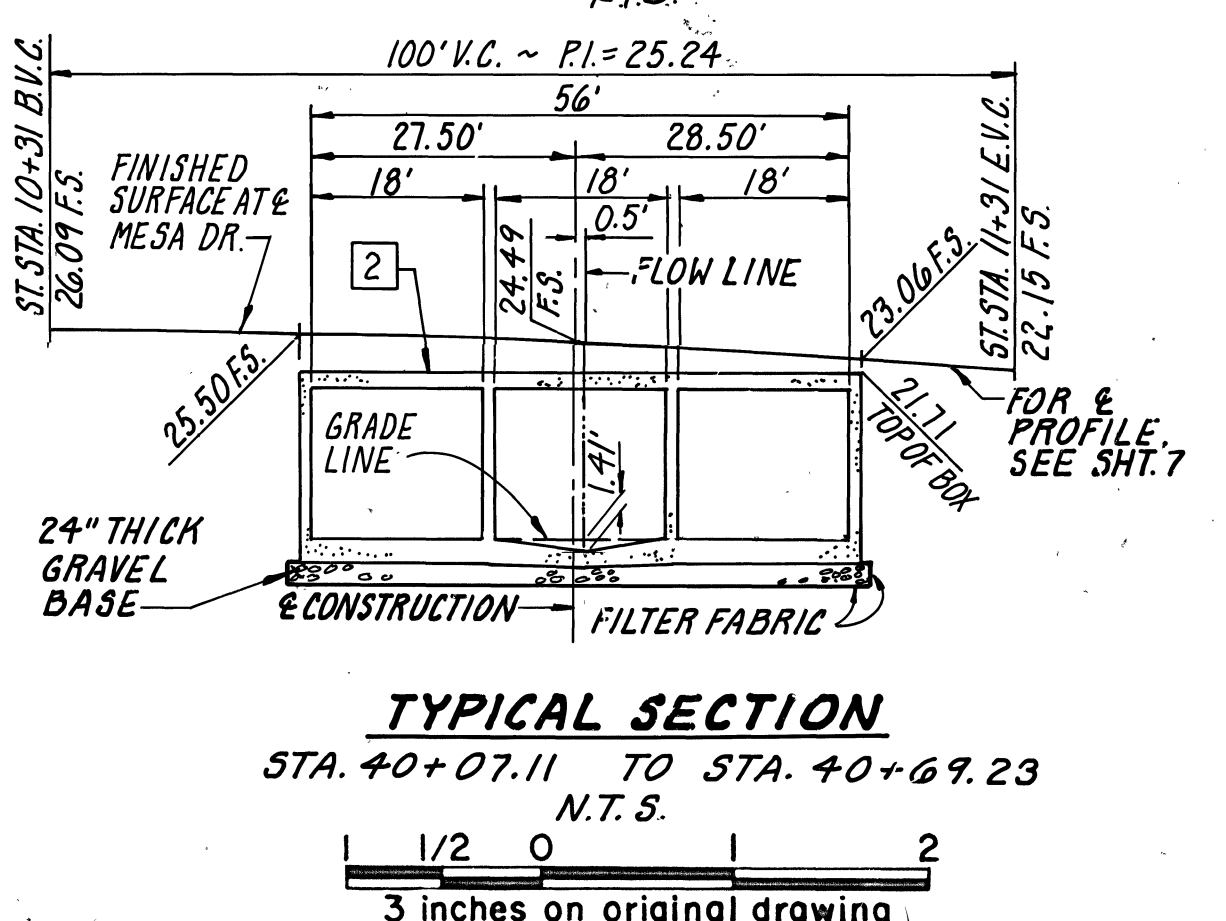 100' V.C. ~ P.I. = 25.24
56'
27.50'
28.50'
18'
18'
18'
0.5'
ST. STA. 10+31 B.V.C.
26.09 F.S.
FINISHED
SURFACE AT ℄
MESA DR.
2
24.49
F.S.
FLOW LINE
23.06 F.S.
ST. STA. 11+31 E.V.C.
22.15 F.S.
25.50 F.S.
GRADE
LINE
1.41'
21.71
TOP OF BOX
FOR ℄
PROFILE,
SEE SHT. 7
24" THICK
GRAVEL
BASE
℄ CONSTRUCTION
FILTER FABRIC
TYPICAL SECTION
STA. 40+07.11 TO STA. 40+69.23
N.T.S.
1 1/2 0 1 2
3 inches on original drawing